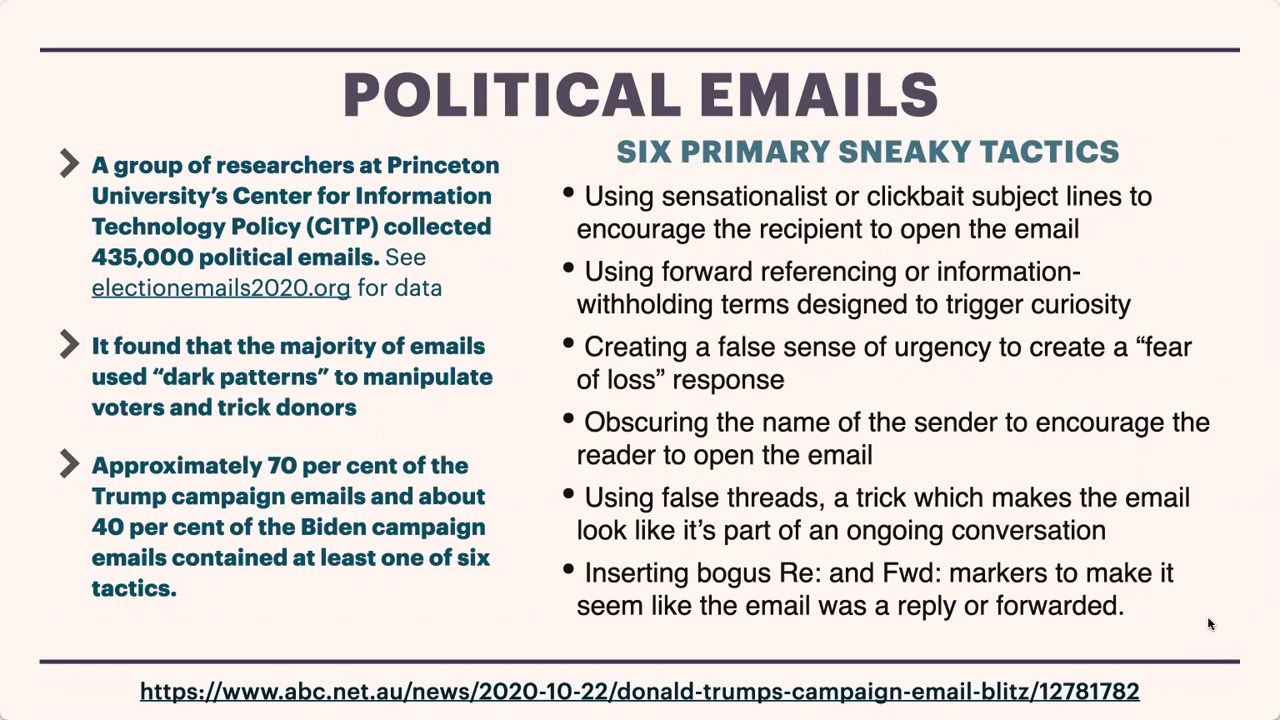 POLITICAL EMAILS
A group of researchers at Princeton
University’s Center for Information
Technology Policy (CITP) collected
435,000 political emails. See
electionemails2020.org for data
It found that the majority of emails
used “dark patterns” to manipulate
voters and trick donors
Approximately 70 per cent of the
Trump campaign emails and about
40 per cent of the Biden campaign
emails contained at least one of six
tactics.
SIX PRIMARY SNEAKY TACTICS
• Using sensationalist or clickbait subject lines to
encourage the recipient to open the email
• Using forward referencing or information-
withholding terms designed to trigger curiosity
• Creating a false sense of urgency to create a “fear
of loss” response
• Obscuring the name of the sender to encourage the
reader to open the email
• Using false threads, a trick which makes the email
look like it’s part of an ongoing conversation
• Inserting bogus Re: and Fwd: markers to make it
seem like the email was a reply or forwarded.
https://www.abc.net.au/news/2020-10-22/donald-trumps-campaign-email-blitz/12781782